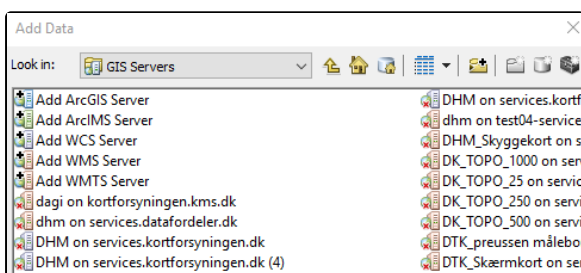 Add Data
Look in: GIS Servers
Add ArcGIS Server
Add ArcIMS Server
Add WCS Server
Add WMS Server
Add WMTS Server
dagi on kortforsyningen.kms.dk
dhm on services.datafordeler.dk
DHM on services.kortforsyningen.dk
DHM on services.kortforsyningen.dk (4)
DHM on services.kortf
dhm on test04-service
DHM_Skyggekort on s
DK_TOPO_1000 on serv
DK_TOPO_25 on servic
DK_TOPO_250 on servi
DK_TOPO_500 on servi
DTK_preussen målebo
DTK_Skærmkort on se